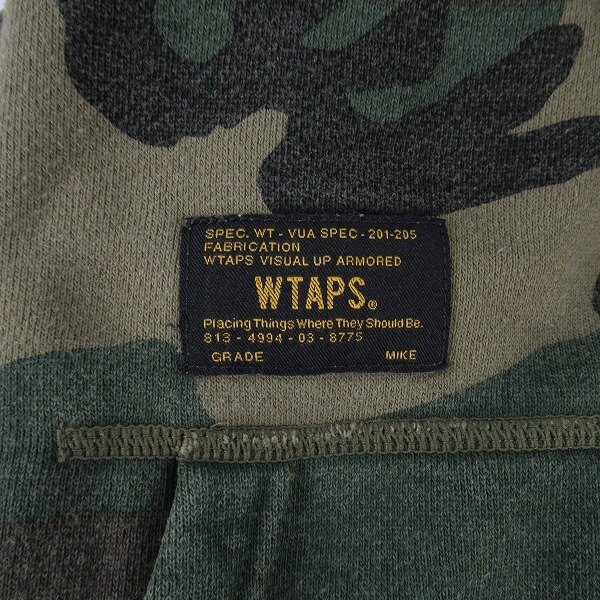 SPEC. WT - VUA SPEC - 201-205
FABRICATION
WTAPS VISUAL UP ARMORED
WTAPS®
Placing Things Where They Should Be.
813 - 4994 - 03 - 8775
GRADE MIKE